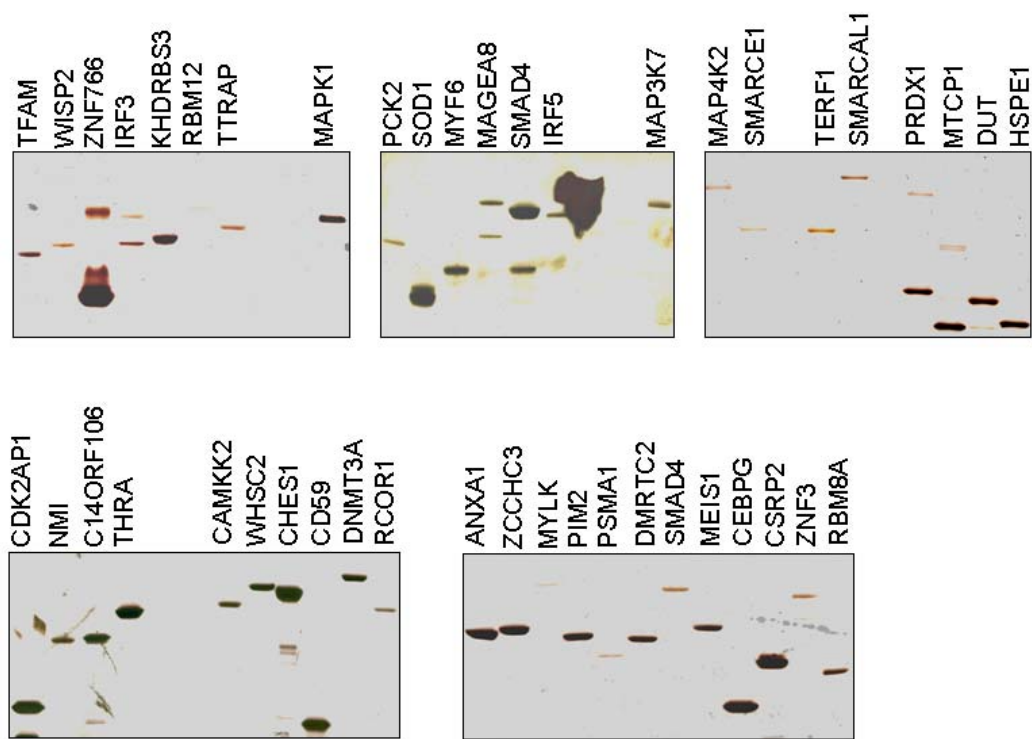 TFAM
WISP2
ZNF766
IRF3
KHDRBS3
RBM12
TTRAP
MAPK1
PCK2
SOD1
MYF6
MAGEA8
SMAD4
IRF5
MAP3K7
MAP4K2
SMARCE1
TERF1
SMARCAL1
PRDX1
MTCP1
DUT
HSPE1
CDK2AP1
NMI
C14ORF106
THRA
CAMKK2
WHSC2
CHES1
CD59
DNMT3A
RCOR1
ANXA1
ZCCHC3
MYLK
PIM2
PSMA1
DMRTC2
SMAD4
MEIS1
CEBPG
CSRP2
ZNF3
RBM8A